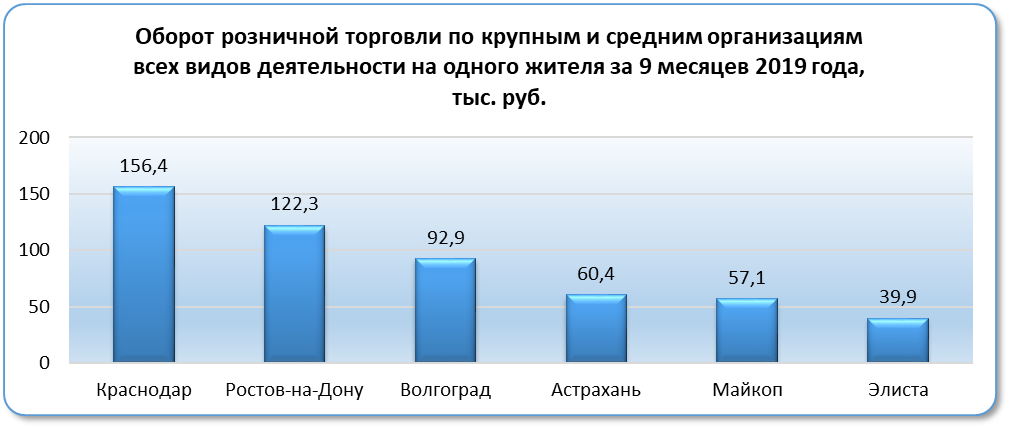 Оборот розничной торговли по крупным и средним организациям
всех видов деятельности на одного жителя за 9 месяцев 2019 года,
тыс. руб.
200
150
100
50
0
156,4
122,3
92,9
60,4
57,1
39,9
Краснодар Ростов-на-Дону Волгоград Астрахань Майкоп Элиста